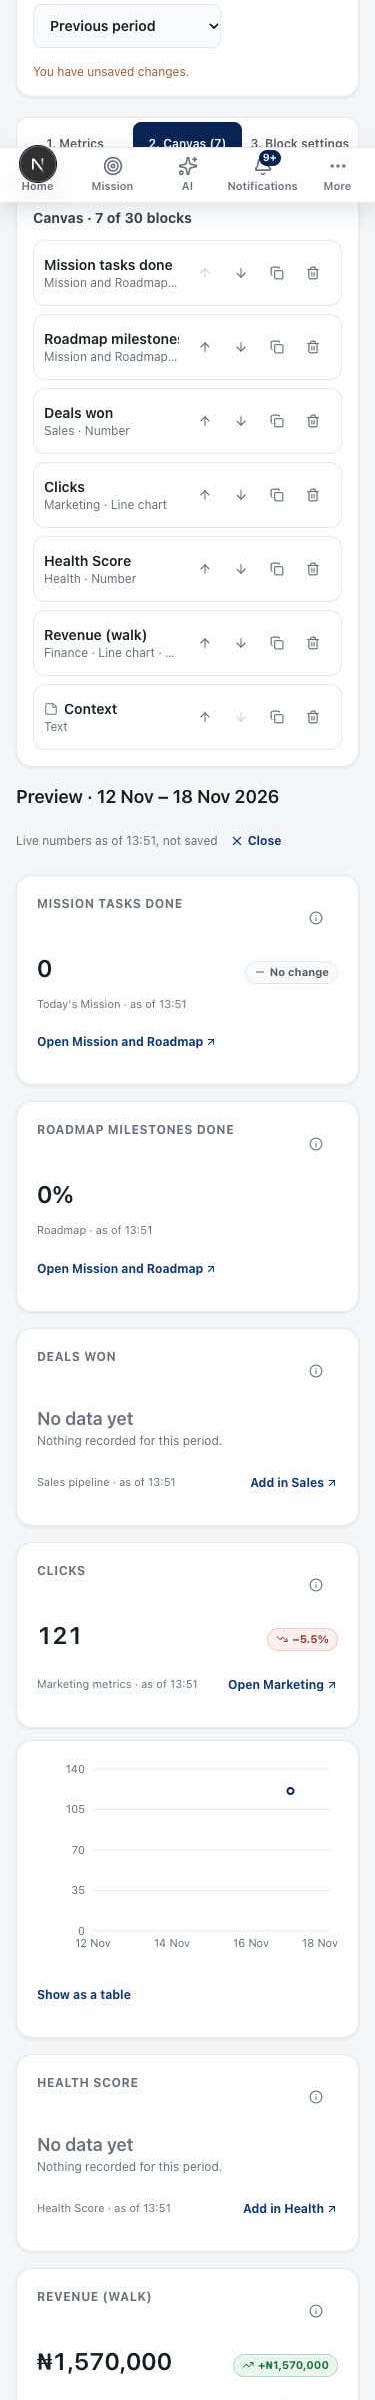 Previous period
You have unsaved changes.
1. Metrics
2. Canvas (7)
3. Block settings
N
Home
Mission
AI
9+
Notifications
More
Canvas · 7 of 30 blocks
Mission tasks done
Mission and Roadmap...
Roadmap milestones
Mission and Roadmap...
Deals won
Sales · Number
Clicks
Marketing · Line chart
Health Score
Health · Number
Revenue (walk)
Finance · Line chart · ...
Context
Text
Preview · 12 Nov – 18 Nov 2026
Live numbers as of 13:51, not saved
Close
MISSION TASKS DONE
0
No change
Today's Mission · as of 13:51
Open Mission and Roadmap
ROADMAP MILESTONES DONE
0%
Roadmap · as of 13:51
Open Mission and Roadmap
DEALS WON
No data yet
Nothing recorded for this period.
Sales pipeline · as of 13:51
Add in Sales
CLICKS
121
−5.5%
Marketing metrics · as of 13:51
Open Marketing
140
105
70
35
0
12 Nov
14 Nov
16 Nov
18 Nov
Show as a table
HEALTH SCORE
No data yet
Nothing recorded for this period.
Health Score · as of 13:51
Add in Health
REVENUE (WALK)
₦1,570,000
+₦1,570,000